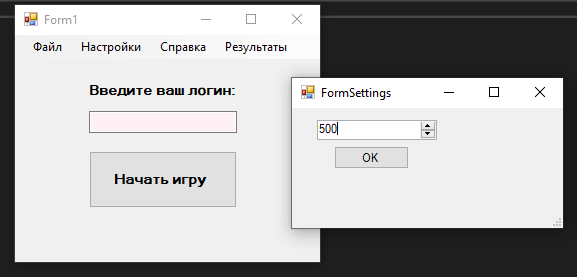 Form1
Файл Настройки Справка Результаты
Введите ваш логин:
Начать игру
FormSettings
500
OK